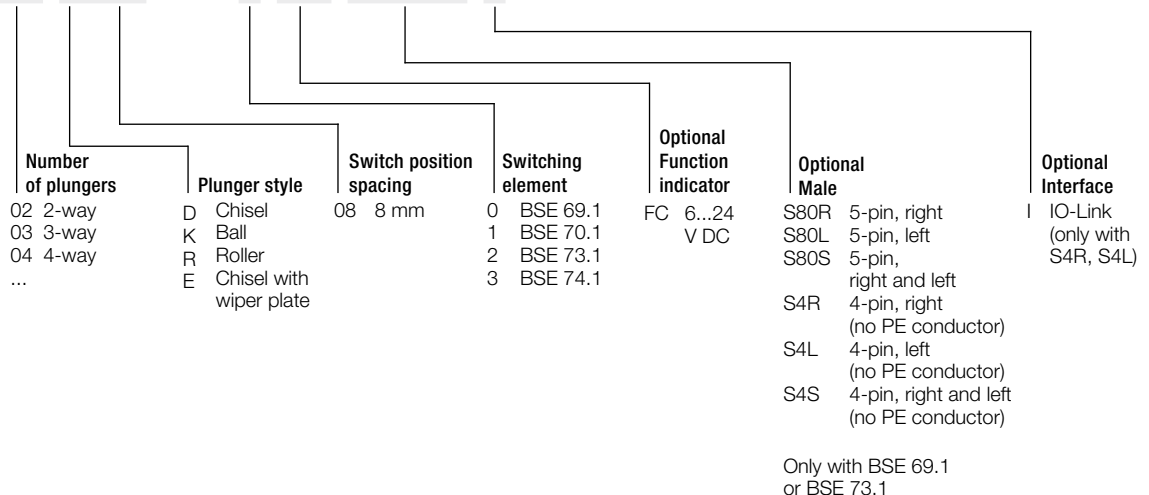 Number
of plungers
02 2-way
03 3-way
04 4-way
...
Plunger style
D Chisel
K Ball
R Roller
E Chisel with
wiper plate
Switch position
spacing
08 8 mm
Switching
element
0 BSE 69.1
1 BSE 70.1
2 BSE 73.1
3 BSE 74.1
Optional
Function
indicator
FC 6...24
V DC
Optional
Male
S80R 5-pin, right
S80L 5-pin, left
S80S 5-pin,
right and left
S4R 4-pin, right
(no PE conductor)
S4L 4-pin, left
(no PE conductor)
S4S 4-pin, right and left
(no PE conductor)
Only with BSE 69.1
or BSE 73.1
Optional
Interface
I IO-Link
(only with
S4R, S4L)